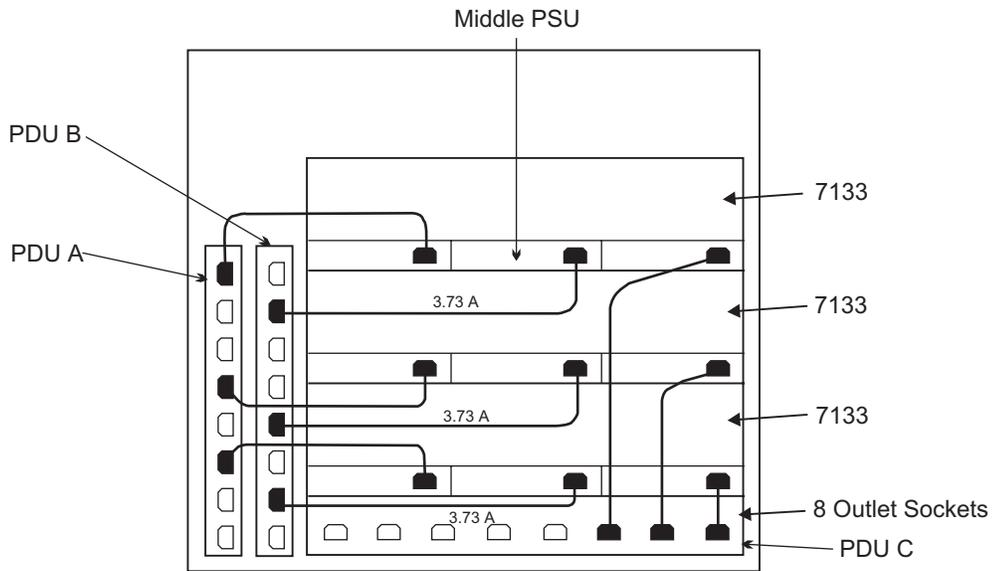 Middle PSU
PDU B
7133
PDU A
3.73 A
7133
3.73 A
7133
3.73 A
8 Outlet Sockets
PDU C